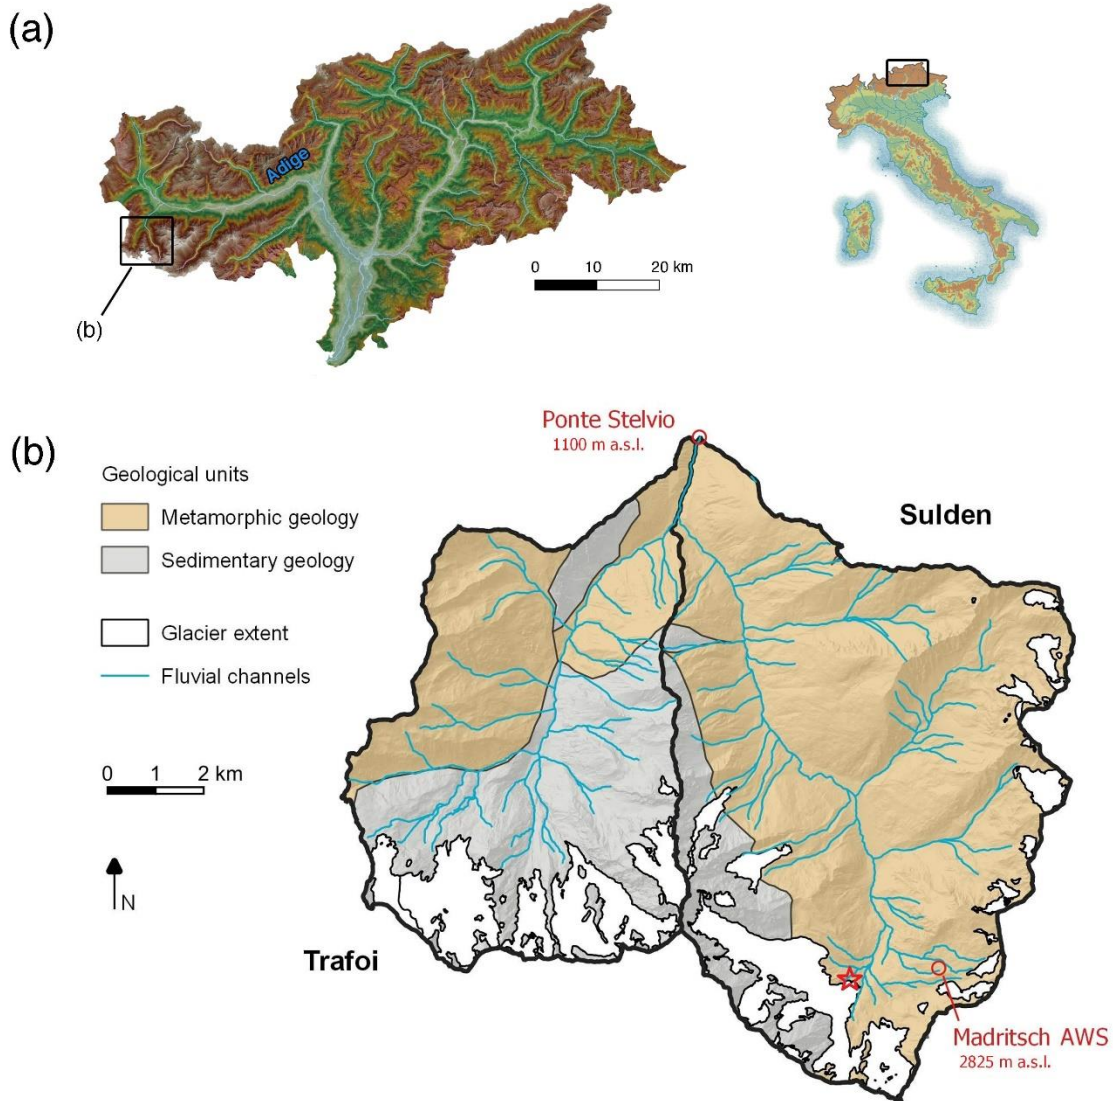 (a)
Adige
0 10 20 km
(b)
(b)
Ponte Stelvio
1100 m a.s.l.
Geological units
Metamorphic geology
Sedimentary geology
Glacier extent
Fluvial channels
Sulden
0 1 2 km
N
Trafoi
Madritsch AWS
2825 m a.s.l.